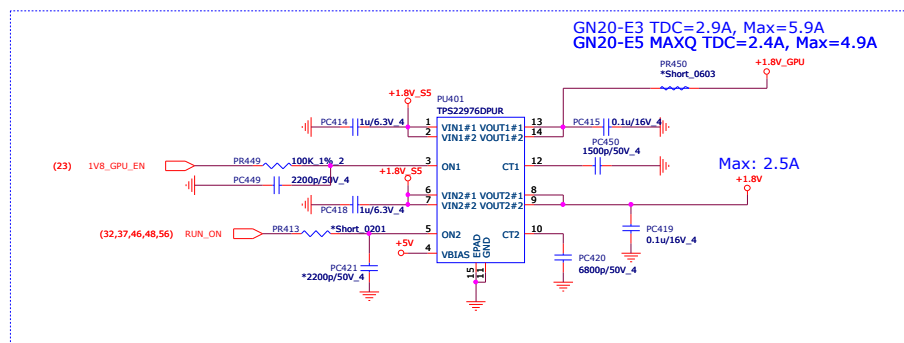 GN20-E3 TDC=2.9A, Max=5.9A
GN20-E5 MAXQ TDC=2.4A, Max=4.9A
PR450
*Short_0603
+1.8V_GPU
+1.8V_S5
PU401
TPS22976DPUR
PC414
1u/6.3V_4
1
2
VIN1#1 VOUT1#1
VIN1#2 VOUT1#2
13
14
PC415
0.1u/16V_4
PC450
1500p/50V_4
(23)
1V8_GPU_EN
PR449
100K_1%_2
3
ON1
CT1
12
PC449
2200p/50V_4
+1.8V_S5
Max: 2.5A
+1.8V
6
7
VIN2#1 VOUT2#1
VIN2#2 VOUT2#2
8
9
PC418
1u/6.3V_4
(32,37,46,48,56)
RUN_ON
PR413
*Short_0201
5
ON2
CT2
10
PC419
0.1u/16V_4
+5V
4
VBIAS
EPAD
GND
15
11
PC421
*2200p/50V_4
PC420
6800p/50V_4